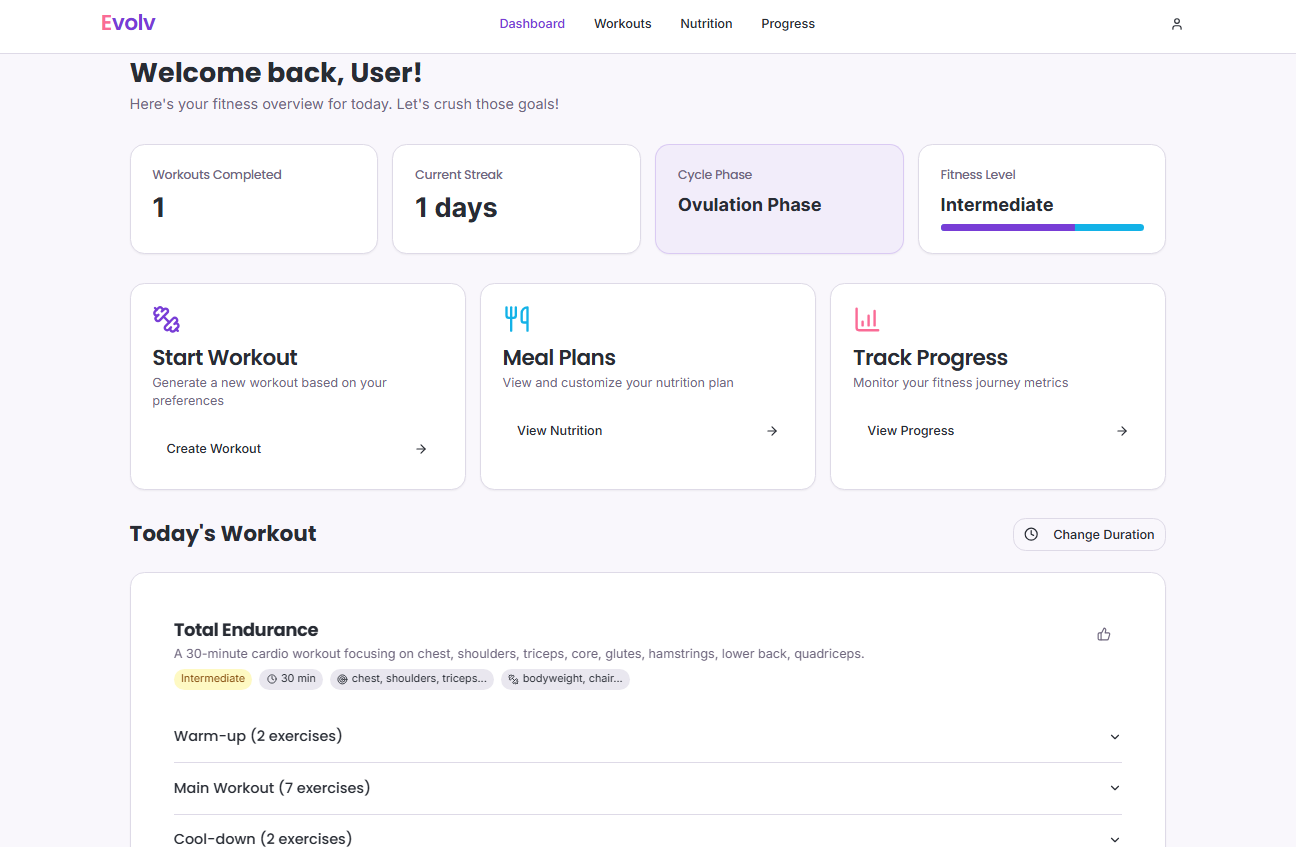 Evolv
Dashboard Workouts Nutrition Progress
Welcome back, User!
Here's your fitness overview for today. Let's crush those goals!
Workouts Completed
1
Current Streak
1 days
Cycle Phase
Ovulation Phase
Fitness Level
Intermediate
Start Workout
Generate a new workout based on your
preferences
Create Workout
Meal Plans
View and customize your nutrition plan
View Nutrition
Track Progress
Monitor your fitness journey metrics
View Progress
Today's Workout
Change Duration
Total Endurance
A 30-minute cardio workout focusing on chest, shoulders, triceps, core, glutes, hamstrings, lower back, quadriceps.
Intermediate 30 min chest, shoulders, triceps... bodyweight, chair...
Warm-up (2 exercises)
Main Workout (7 exercises)
Cool-down (2 exercises)